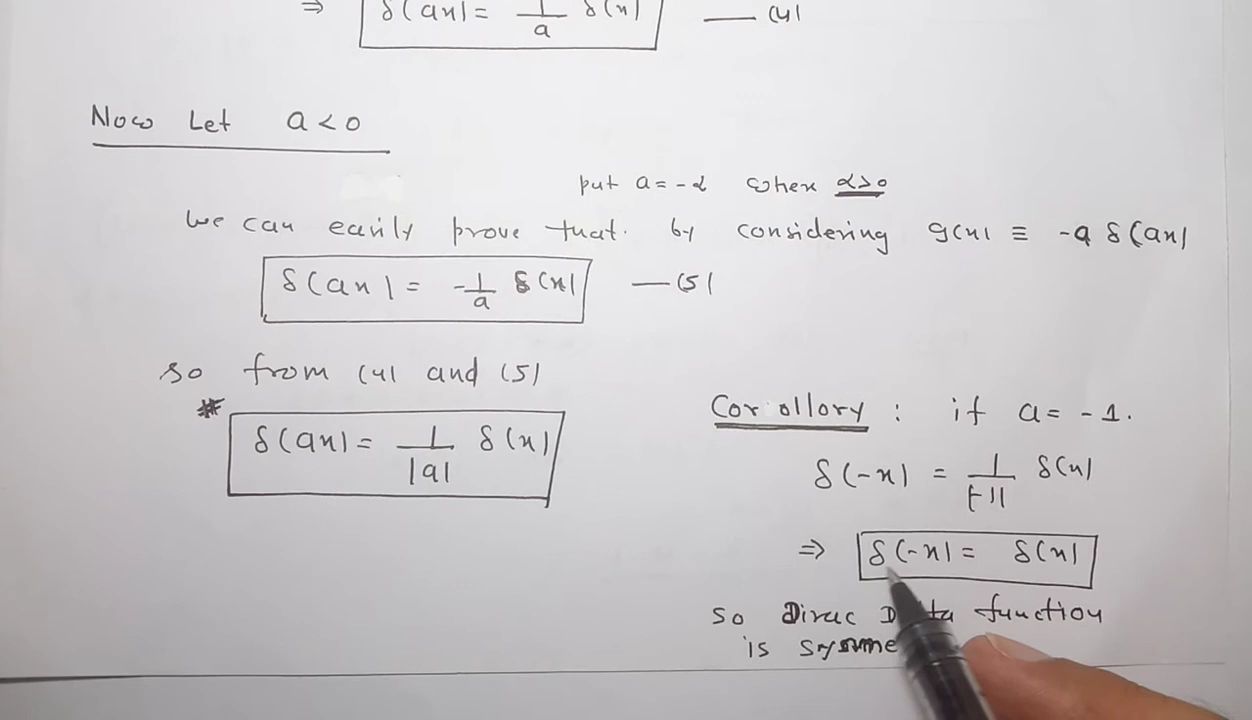 ⇒ δ(ax) = 1/a δ(x) —— (4)
Now Let a<0
put a = -α when α>0
we can easily prove that by considering g(x) ≡ -a δ(ax)
δ(ax) = -1/a δ(x) —— (5)
so from (4) and (5)
# δ(ax) = 1/|a| δ(x)
Corollory : if a = -1.
δ(-x) = 1/|-1| δ(x)
⇒ δ(-x) = δ(x)
so Dirac function
is